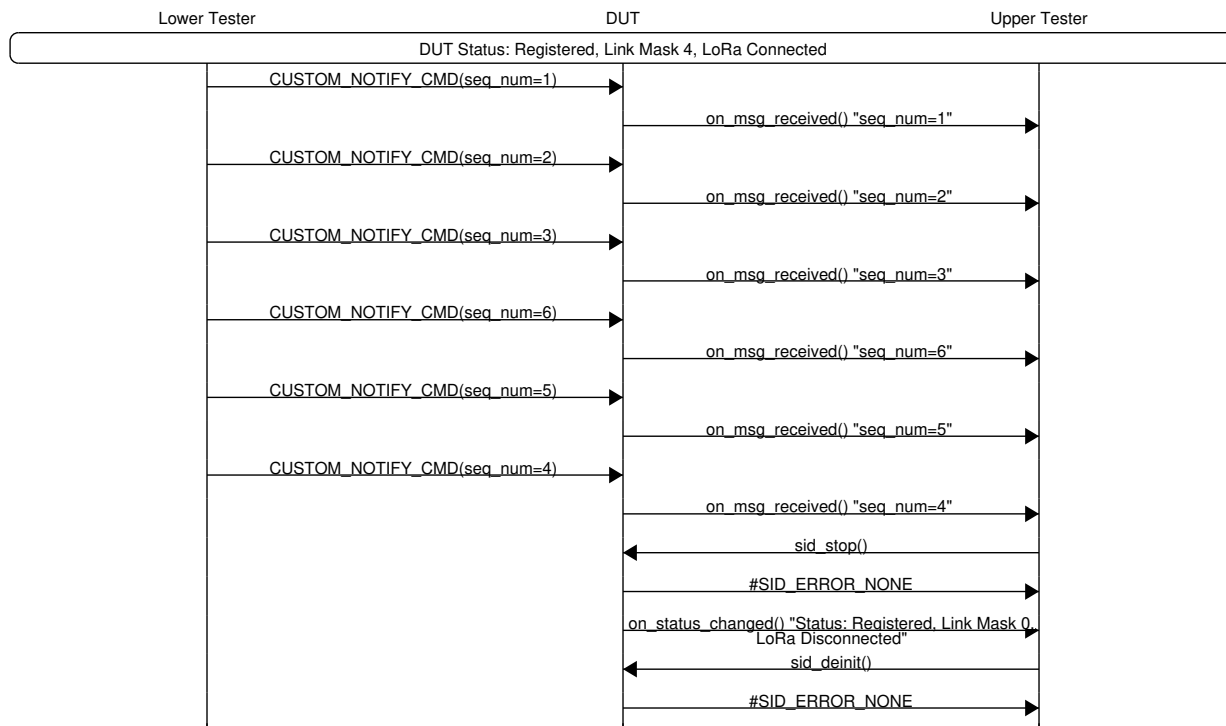 Lower Tester
DUT
Upper Tester
DUT Status: Registered, Link Mask 4, LoRa Connected
CUSTOM_NOTIFY_CMD(seq_num=1)
on_msg_received() "seq_num=1"
CUSTOM_NOTIFY_CMD(seq_num=2)
on_msg_received() "seq_num=2"
CUSTOM_NOTIFY_CMD(seq_num=3)
on_msg_received() "seq_num=3"
CUSTOM_NOTIFY_CMD(seq_num=6)
on_msg_received() "seq_num=6"
CUSTOM_NOTIFY_CMD(seq_num=5)
on_msg_received() "seq_num=5"
CUSTOM_NOTIFY_CMD(seq_num=4)
on_msg_received() "seq_num=4"
sid_stop()
#SID_ERROR_NONE
on_status_changed() "Status: Registered, Link Mask 0,
LoRa Disconnected"
sid_deinit()
#SID_ERROR_NONE